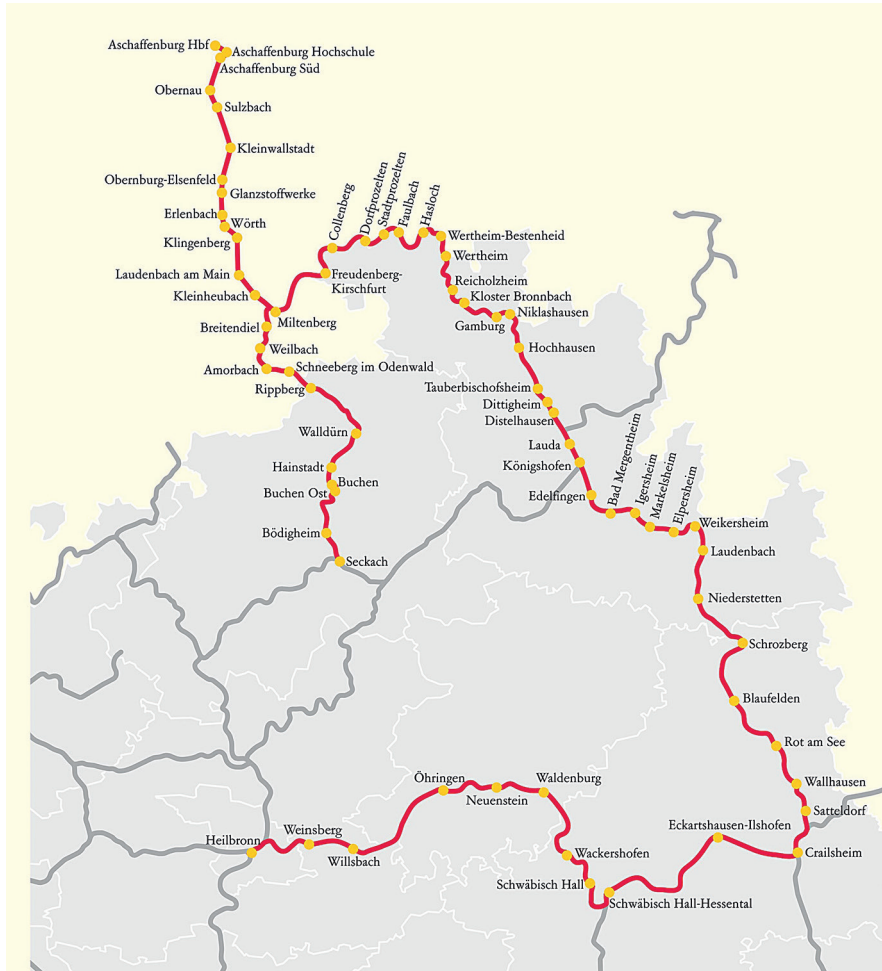 Aschaffenburg Hbf
Aschaffenburg Hochschule
Aschaffenburg Süd
Obernau
Sulzbach
Kleinwallstadt
Obernburg-Elsenfeld
Glanzstoffwerke
Erlenbach
Wörth
Klingenberg
Laudenbach am Main
Kleinheubach
Miltenberg
Breitendiel
Weilbach
Amorbach
Schneeberg im Odenwald
Rippberg
Walldürn
Hainstadt
Buchen
Buchen Ost
Bödigheim
Seckach
Freudenberg-
Kirschfurt
Collenberg
Dorfprozelten
Stadtprozelten
Faulbach
Hasloch
Wertheim-Bestenheid
Wertheim
Reicholzheim
Kloster Bronnbach
Gamburg
Niklashausen
Hochhausen
Tauberbischofsheim
Dittigheim
Distelhausen
Lauda
Königshofen
Edelfingen
Bad Mergentheim
Igersheim
Markelsheim
Elpersheim
Weikersheim
Laudenbach
Niederstetten
Schrozberg
Blaufelden
Rot am See
Wallhausen
Satteldorf
Crailsheim
Eckartshausen-Ilshofen
Schwäbisch Hall-Hessental
Schwäbisch Hall
Wackershofen
Waldenburg
Neuenstein
Öhringen
Willsbach
Weinsberg
Heilbronn